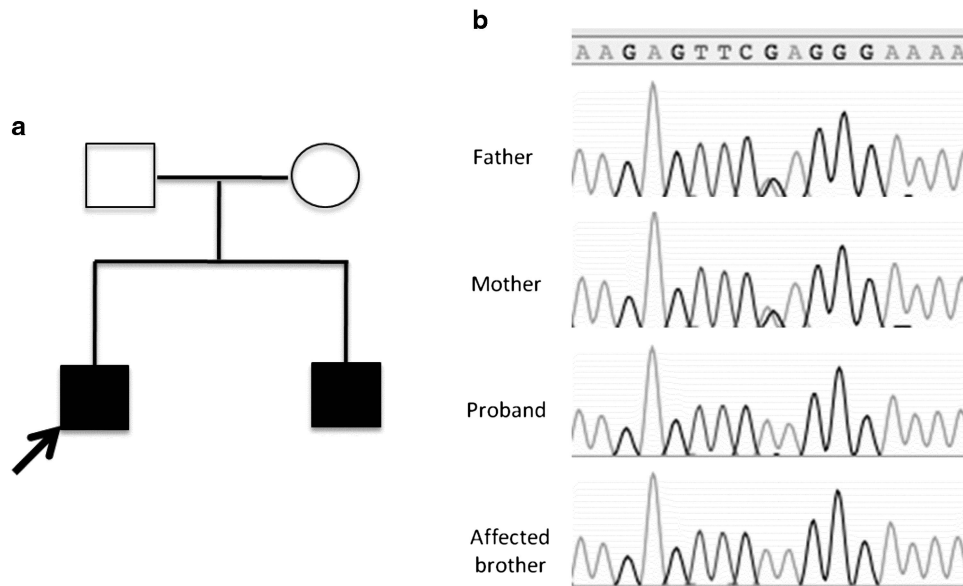 a
b
AAGAGTTCGAGGGAAAA
Father
Mother
Proband
Affected
brother